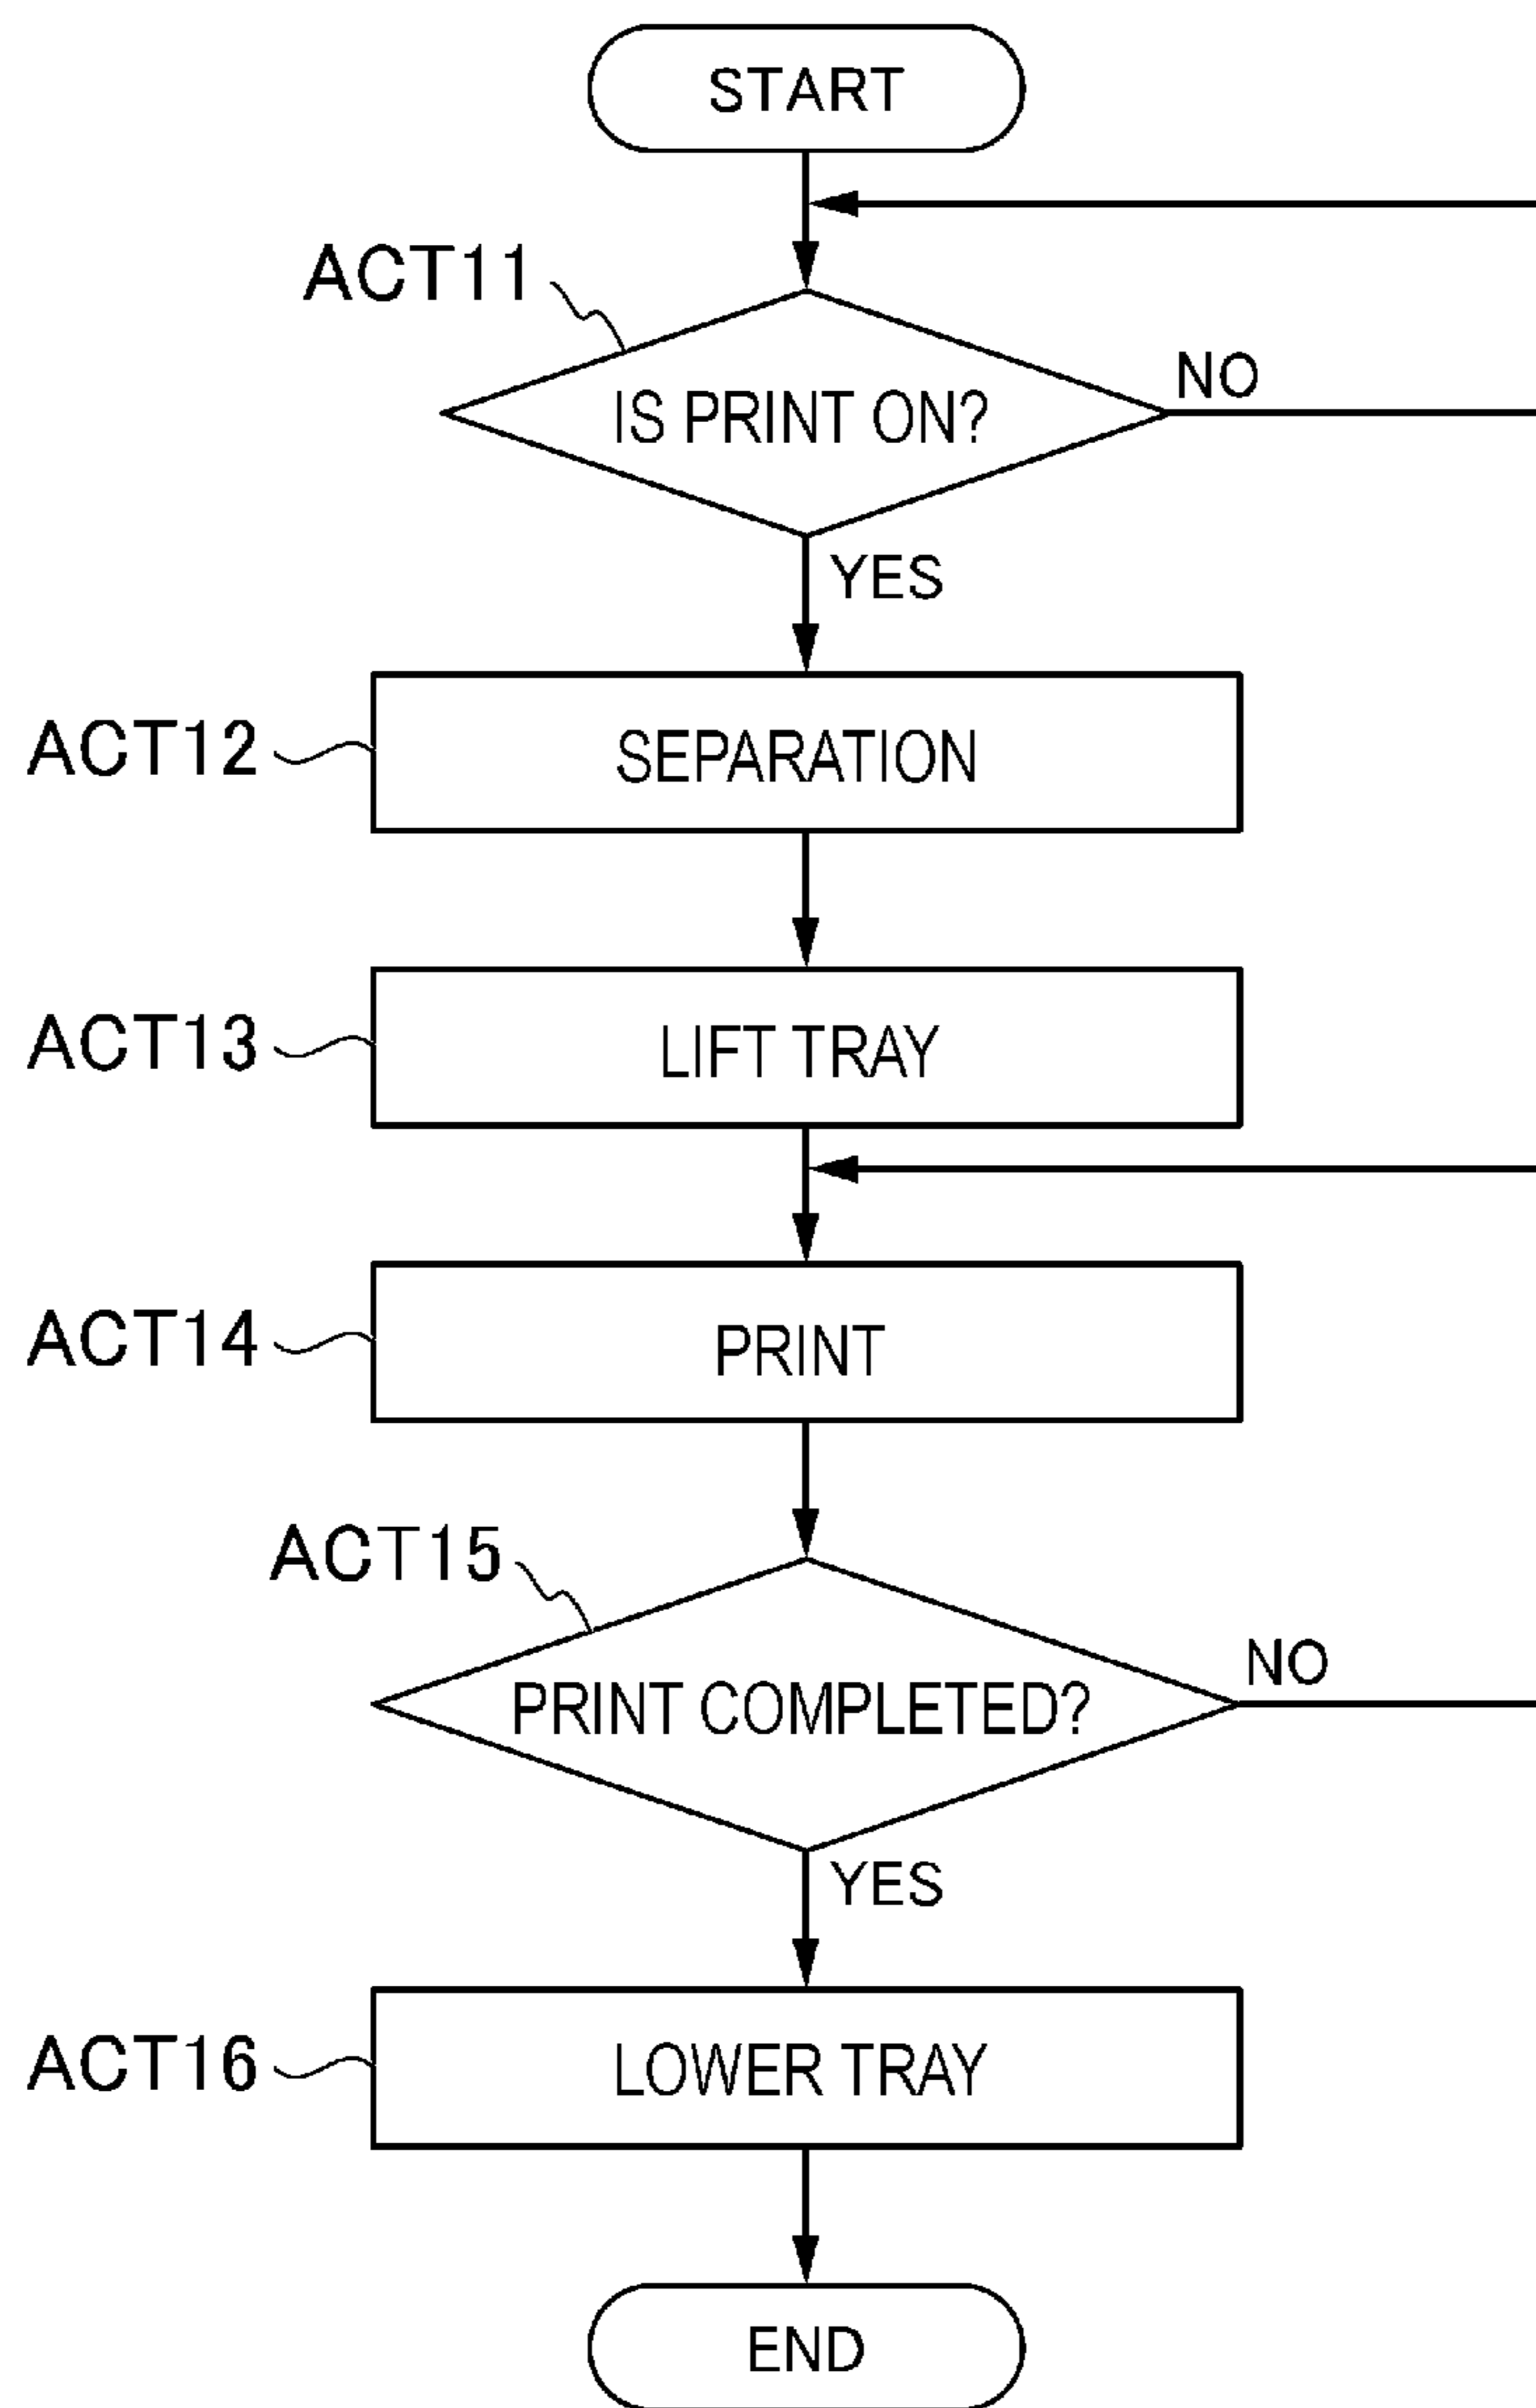 START
ACT11
IS PRINT ON?
NO
YES
ACT12
SEPARATION
ACT13
LIFT TRAY
ACT14
PRINT
ACT15
PRINT COMPLETED?
NO
YES
ACT16
LOWER TRAY
END